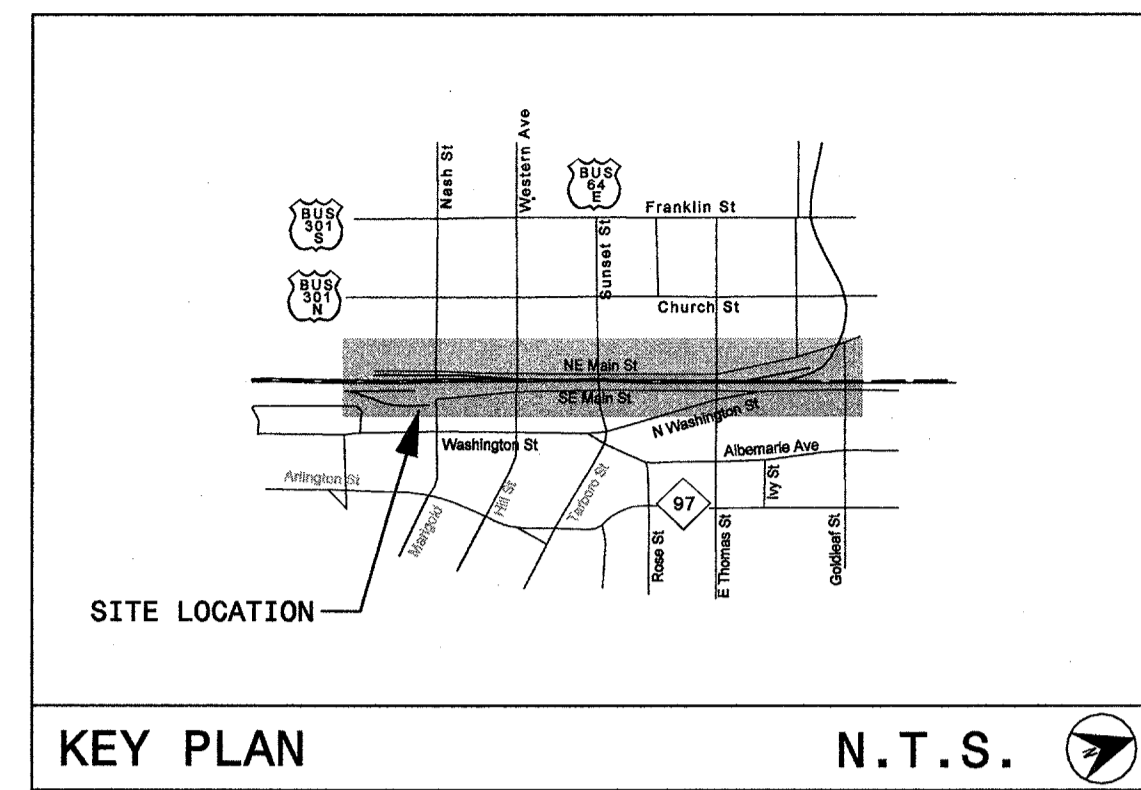 Nash St
Western Ave
BUS
64
E
Sunset St
Franklin St
BUS
301
S
BUS
301
N
Church St
NE Main St
SE Main St
N Washington St
Washington St
Albemarle Ave
Arlington St
Marigold
Hill St
Tarboro St
97
Ivy St
Rose St
E Thomas St
Goldleaf St
SITE LOCATION
KEY PLAN
N.T.S.
N